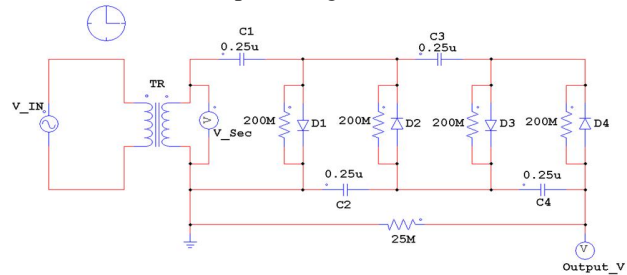 C1
0.25u
C3
0.25u
TR
V_IN
V
V_Sec
200M
D1
200M
D2
200M
D3
200M
D4
0.25u
C2
0.25u
C4
25M
V
Output_V